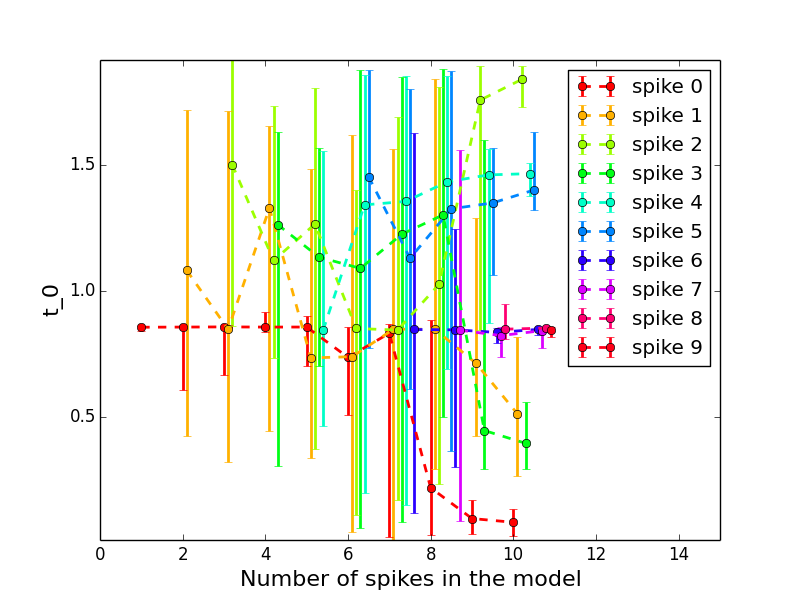 1.5
1.0
0.5
t_0
0 2 4 6 8 10 12 14
Number of spikes in the model
spike 0
spike 1
spike 2
spike 3
spike 4
spike 5
spike 6
spike 7
spike 8
spike 9